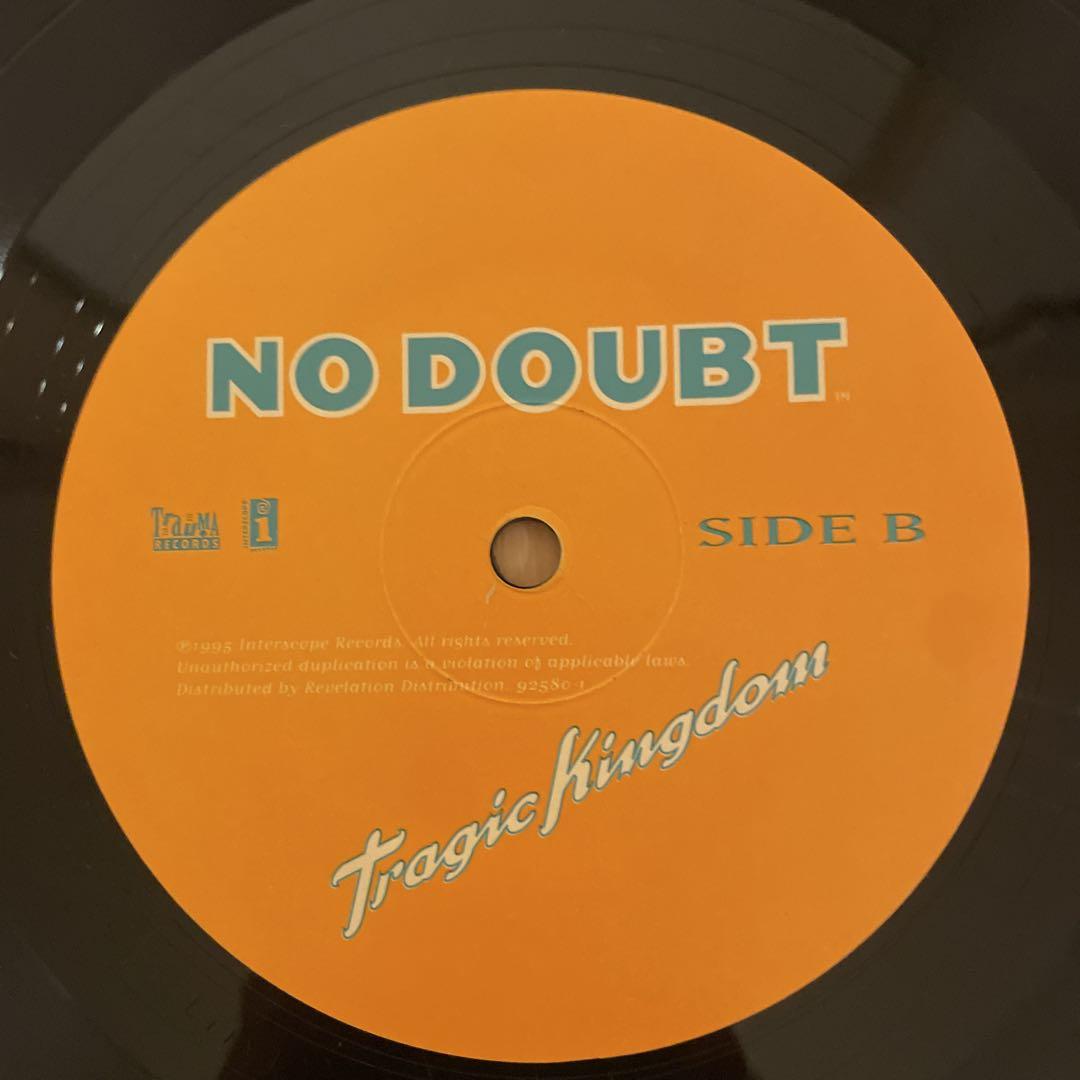 NO DOUBT
TM
Trauma
RECORDS
INTERSCOPE
i
SIDE B
℗1995 Interscope Records. All rights reserved.
Unauthorized duplication is a violation of applicable laws.
Distributed by Revelation Distribution. 92580-1
Tragic Kingdom